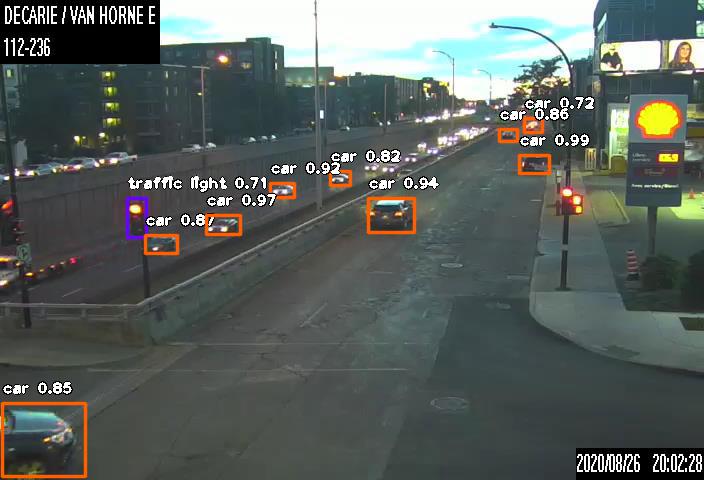 DECARIE / VAN HORNE E
112-236
car 0.72
car 0.86
car 0.99
car 0.82
car 0.92
traffic light 0.71
car 0.94
car 0.97
car 0.87
car 0.85
2020/08/26 20:02:28